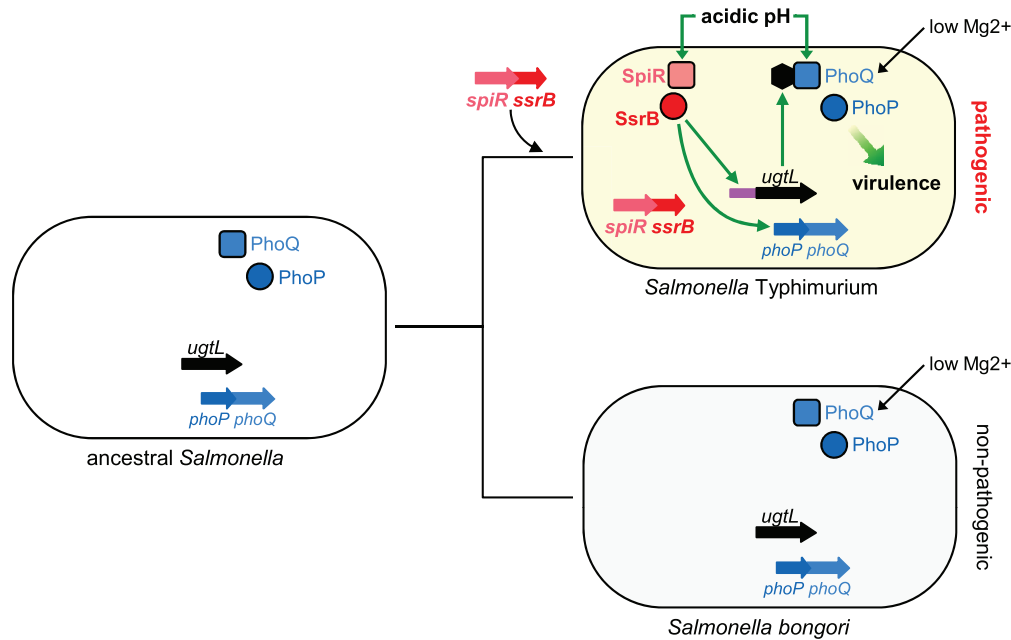 acidic pH
low Mg2+
SpiR
PhoQ
spiR ssrB
SsrB
PhoP
pathogenic
virulence
ugtL
spiR ssrB
phoP phoQ
Salmonella Typhimurium
PhoQ
PhoP
ugtL
phoP phoQ
ancestral Salmonella
low Mg2+
PhoQ
PhoP
non-pathogenic
ugtL
phoP phoQ
Salmonella bongori